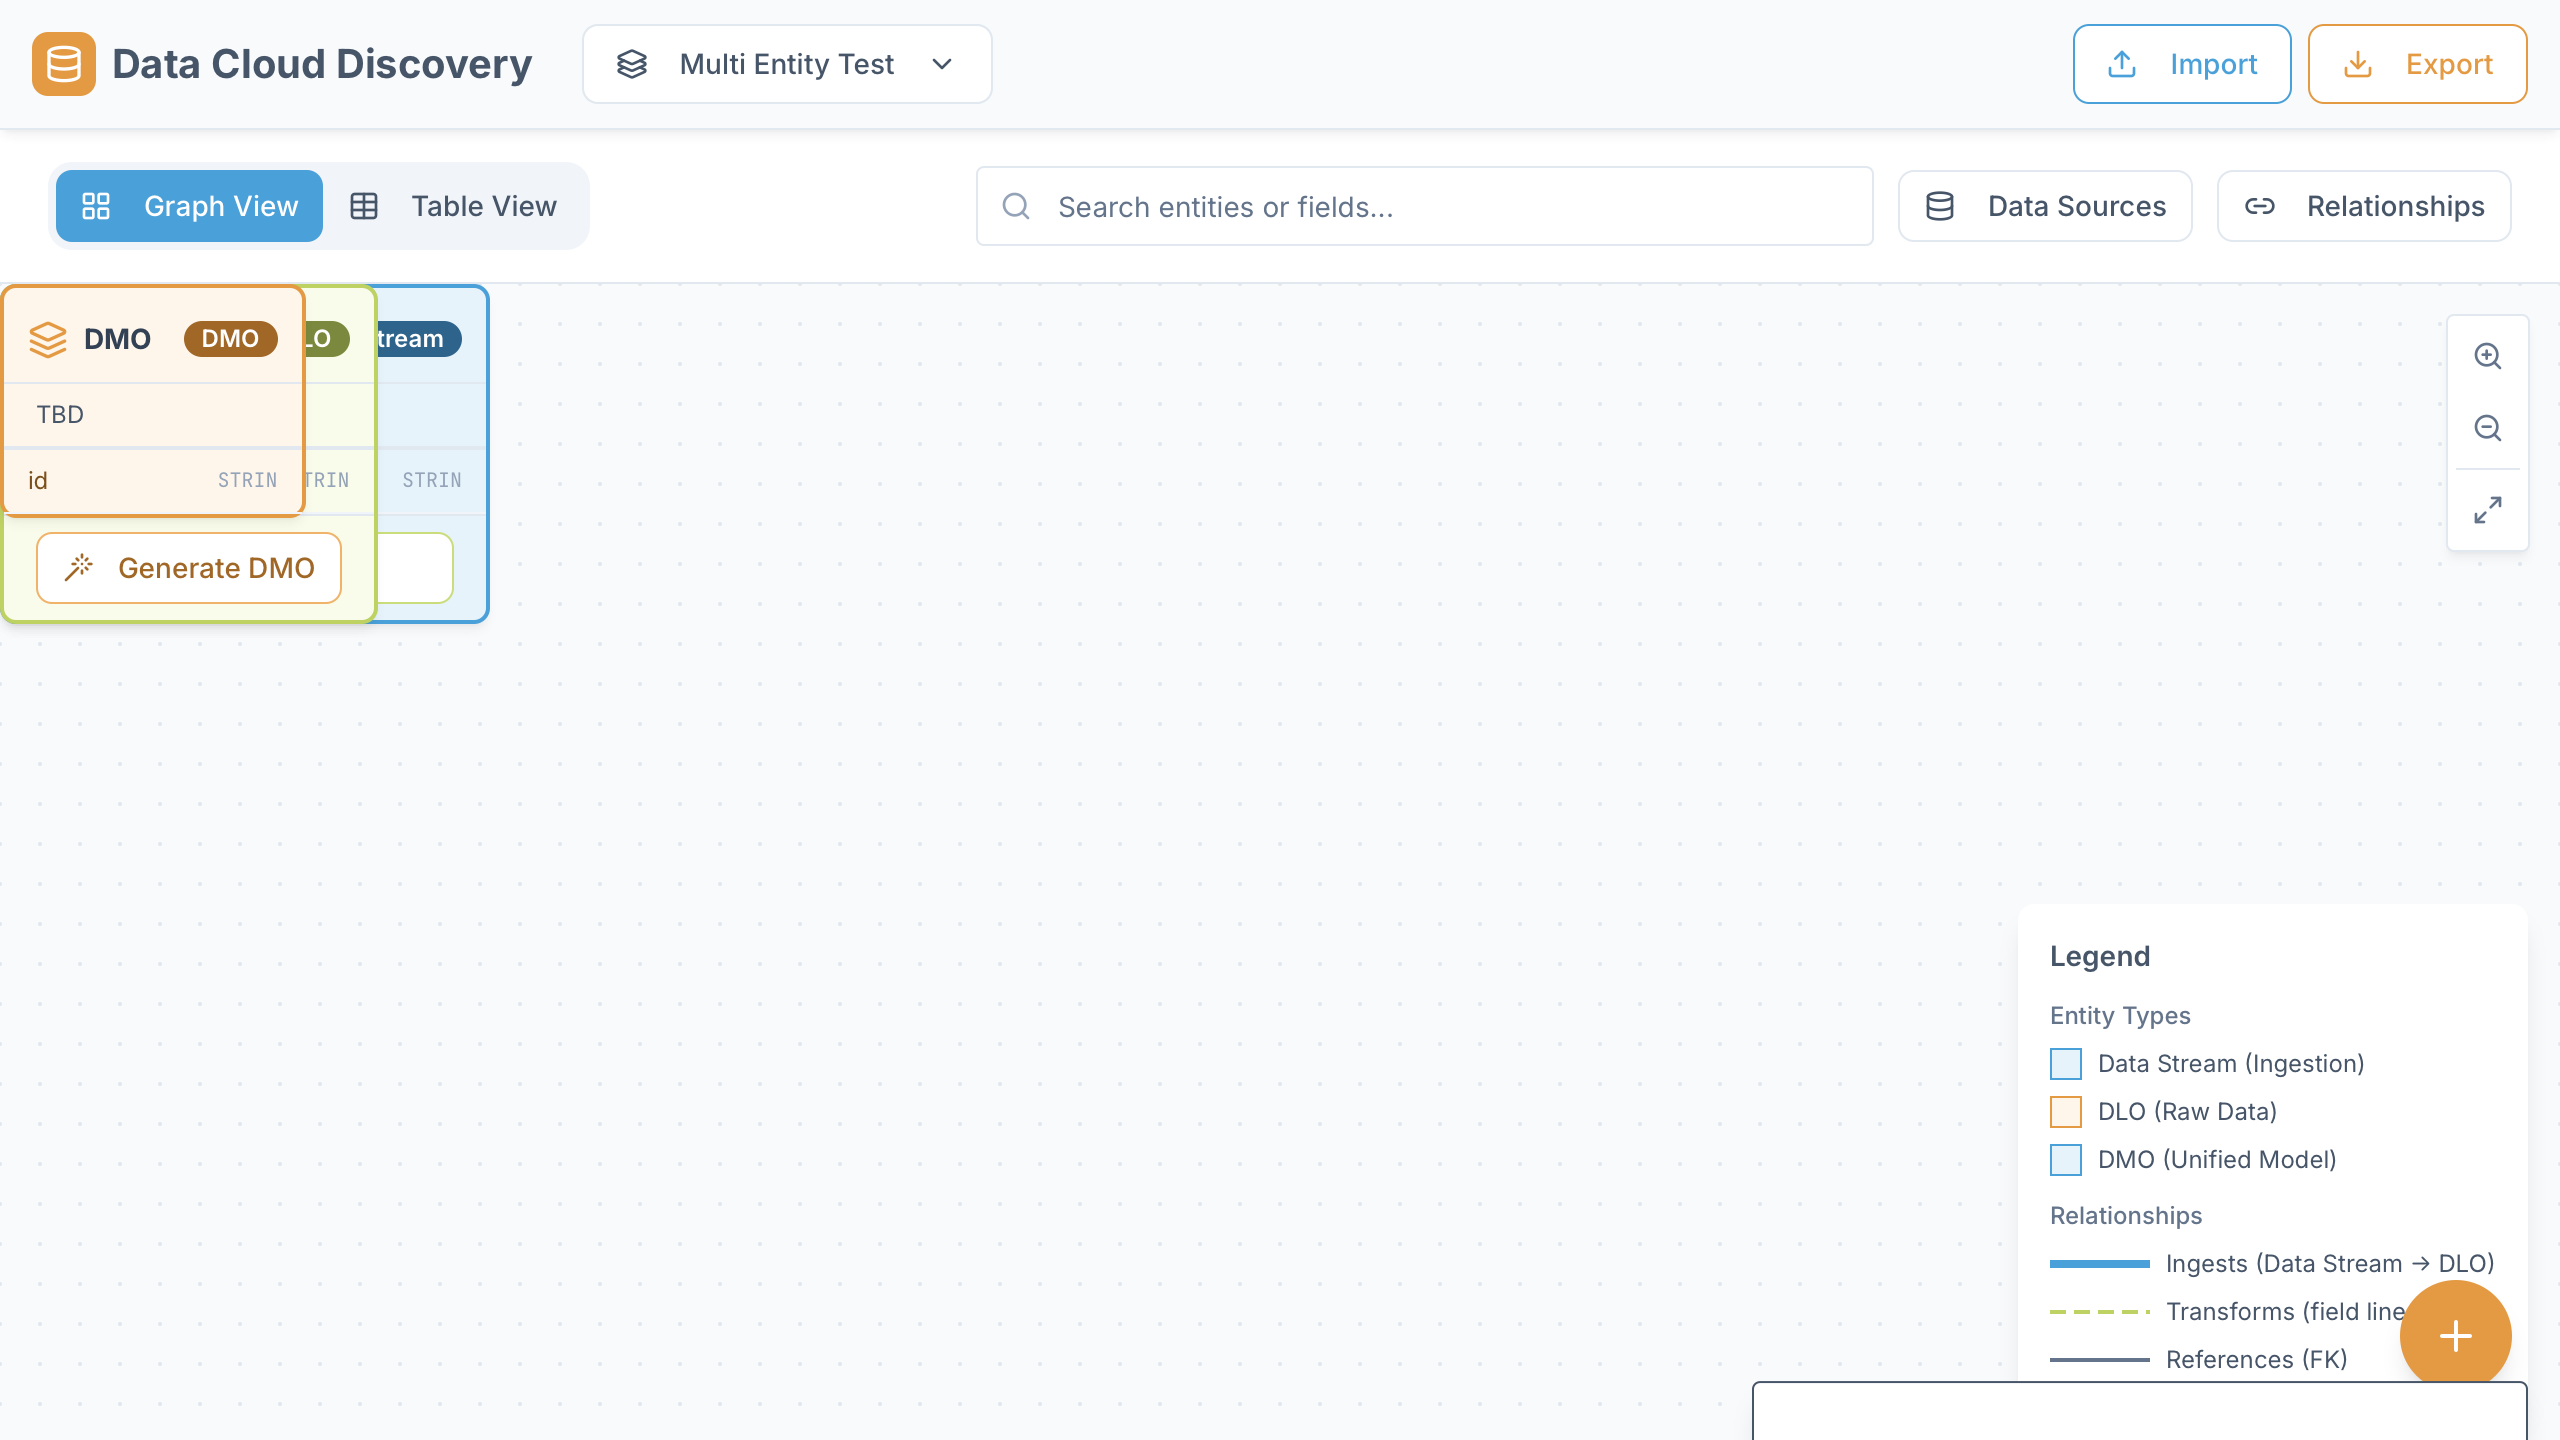 Data Cloud Discovery
Multi Entity Test
Import
Export
Graph View
Table View
Search entities or fields...
Data Sources
Relationships
DMO
DMO
LO
tream
TBD
id
STRIN
TRIN
STRIN
Generate DMO
Legend
Entity Types
Data Stream (Ingestion)
DLO (Raw Data)
DMO (Unified Model)
Relationships
Ingests (Data Stream → DLO)
Transforms (field line
References (FK)